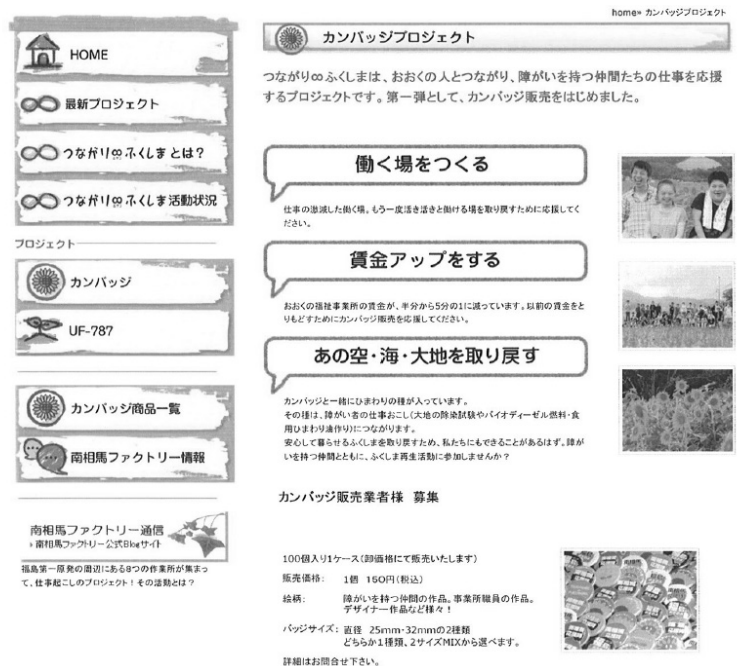 home» カンバッジプロジェクト
HOME
最新プロジェクト
つながり∞ふくしまとは？
つながり∞ふくしま活動状況
プロジェクト
カンバッジ
UF-787
カンバッジ商品一覧
南相馬ファクトリー情報
南相馬ファクトリー通信
南相馬ファクトリー公式Blogサイト
福島第一原発の周辺にある8つの作業所が集まっ
て、仕事起こしのプロジェクト！その活動とは？
カンバッジプロジェクト
つながり∞ふくしまは、おおくの人とつながり、障がいを持つ仲間たちの仕事を応援
するプロジェクトです。第一弾として、カンバッジ販売をはじめました。
働く場をつくる
仕事の激減した働く場。もう一度活き活きと働ける場を取り戻すために応援してく
ださい。
賃金アップをする
おおくの福祉事業所の賃金が、半分から5分の1に減っています。以前の賃金をと
りもどすためにカンバッジ販売を応援してください。
あの空・海・大地を取り戻す
カンバッジと一緒にひまわりの種が入っています。
その種は、障がい者の仕事おこし(大地の除染試験やバイオディーゼル燃料・食
用ひまわり油作り)につながります。
安心して暮らせるふくしまを取り戻すため、私たちにもできることがあるはず。障が
いを持つ仲間とともに、ふくしま再生活動に参加しませんか？
カンバッジ販売業者様 募集
100個入り1ケース(卸価格にて販売いたします)
販売価格: 1個 150円(税込)
絵柄: 障がいを持つ仲間の作品。事業所職員の作品。
デザイナー作品など様々！
バッジサイズ: 直径 25mm・32mmの2種類
どちらか1種類、2サイズMIXから選べます。
詳細はお問合せ下さい。